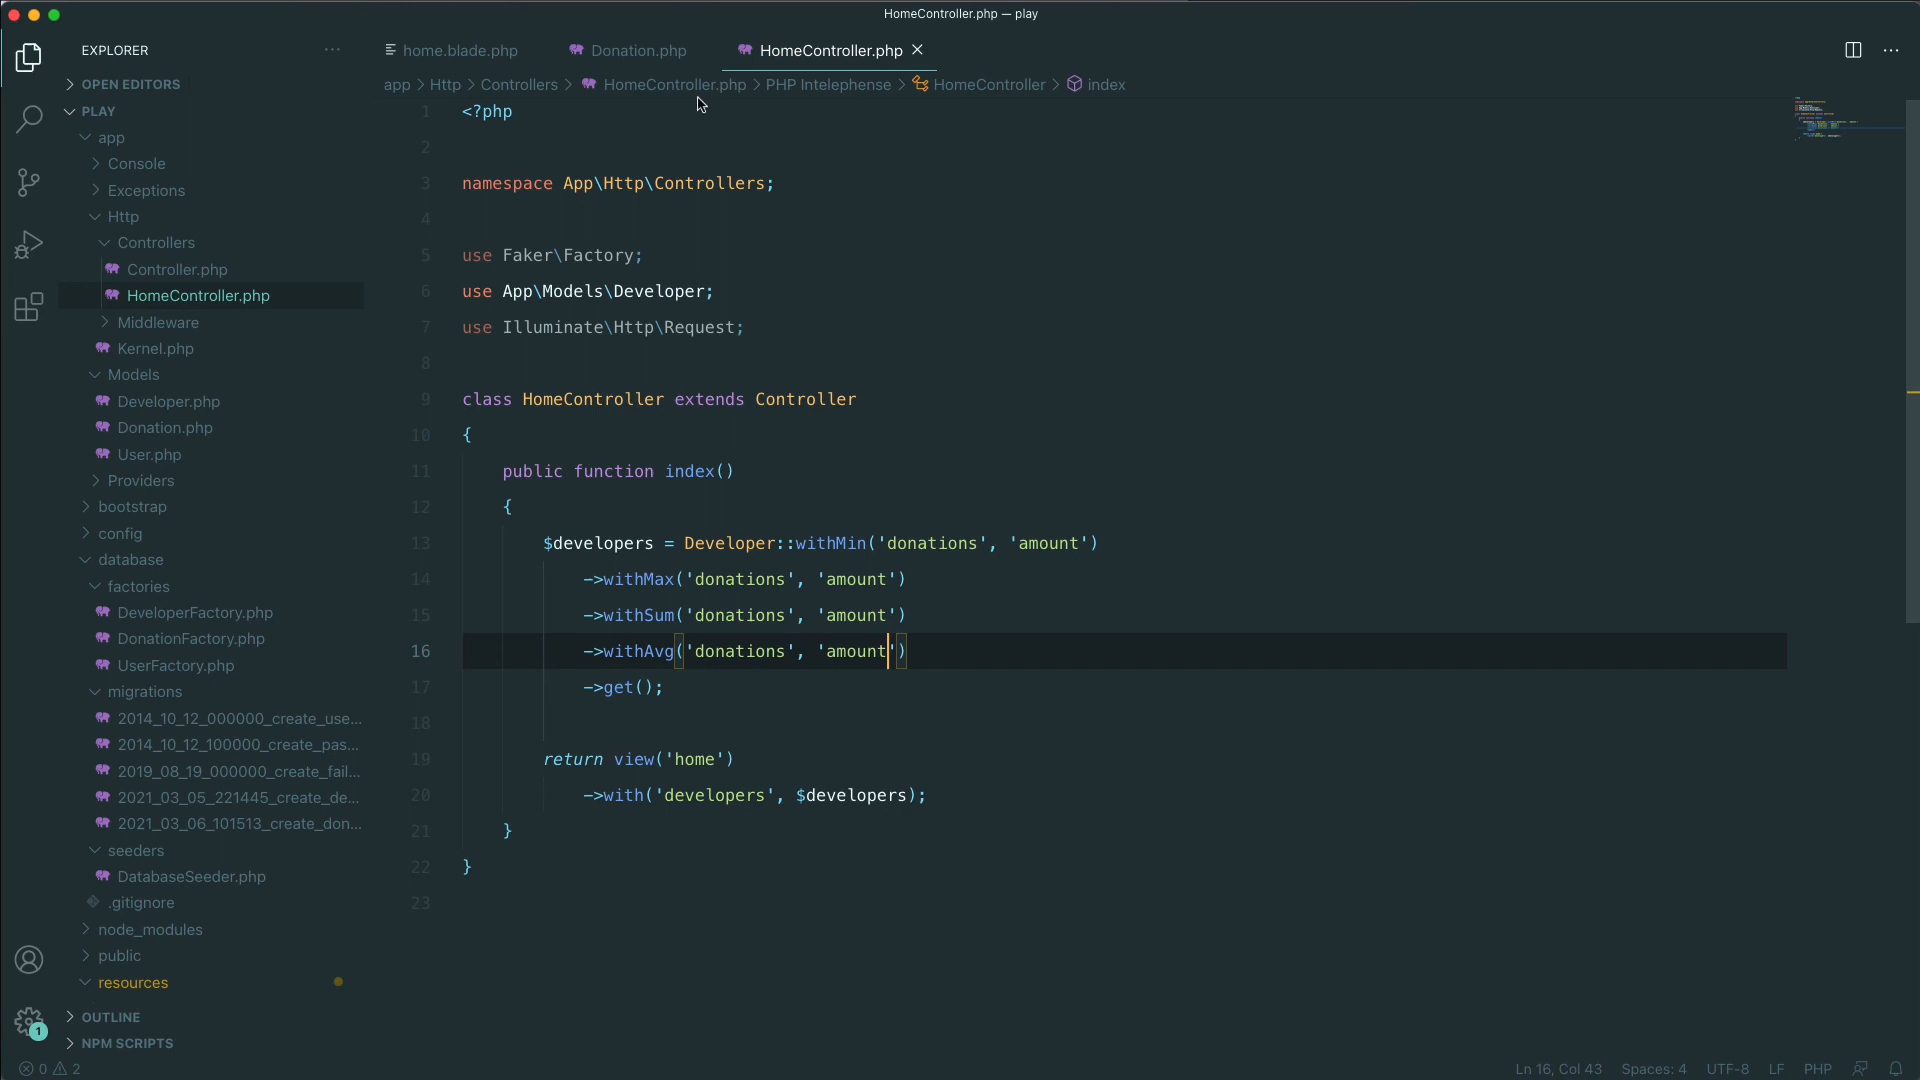 HomeController.php — play
EXPLORER
home.blade.php
Donation.php
HomeController.php
OPEN EDITORS
app > Http > Controllers > HomeController.php > PHP Intelephense > HomeController > index
PLAY
app
Console
Exceptions
Http
Controllers
Controller.php
HomeController.php
Middleware
Kernel.php
Models
Developer.php
Donation.php
User.php
Providers
bootstrap
config
database
factories
DeveloperFactory.php
DonationFactory.php
UserFactory.php
migrations
2014_10_12_000000_create_use...
2014_10_12_100000_create_pas...
2019_08_19_000000_create_fail...
2021_03_05_221445_create_de...
2021_03_06_101513_create_don...
seeders
DatabaseSeeder.php
.gitignore
node_modules
public
resources
OUTLINE
NPM SCRIPTS
1
1 <?php
2
3 namespace App\Http\Controllers;
4
5 use Faker\Factory;
6 use App\Models\Developer;
7 use Illuminate\Http\Request;
8
9 class HomeController extends Controller
10 {
11 public function index()
12 {
13 $developers = Developer::withMin('donations', 'amount')
14 ->withMax('donations', 'amount')
15 ->withSum('donations', 'amount')
16 ->withAvg('donations', 'amount')
17 ->get();
18
19 return view('home')
20 ->with('developers', $developers);
21 }
22 }
23
0 2
Ln 16, Col 43 Spaces: 4 UTF-8 LF PHP